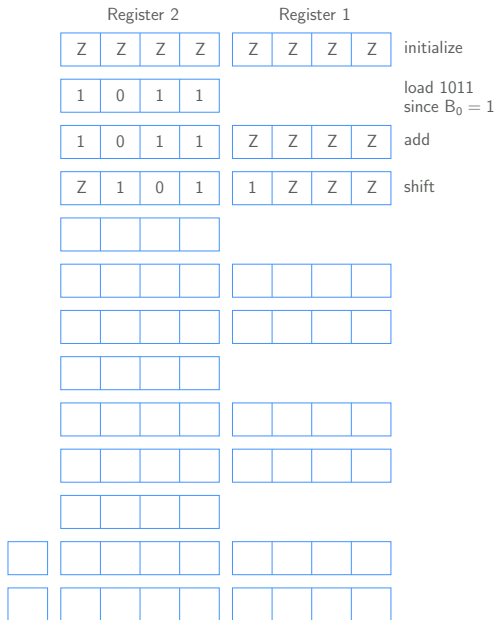 Register 2 Register 1
Z Z Z Z Z Z Z Z initialize
1 0 1 1 load 1011
since B₀ = 1
1 0 1 1 Z Z Z Z add
Z 1 0 1 1 Z Z Z shift